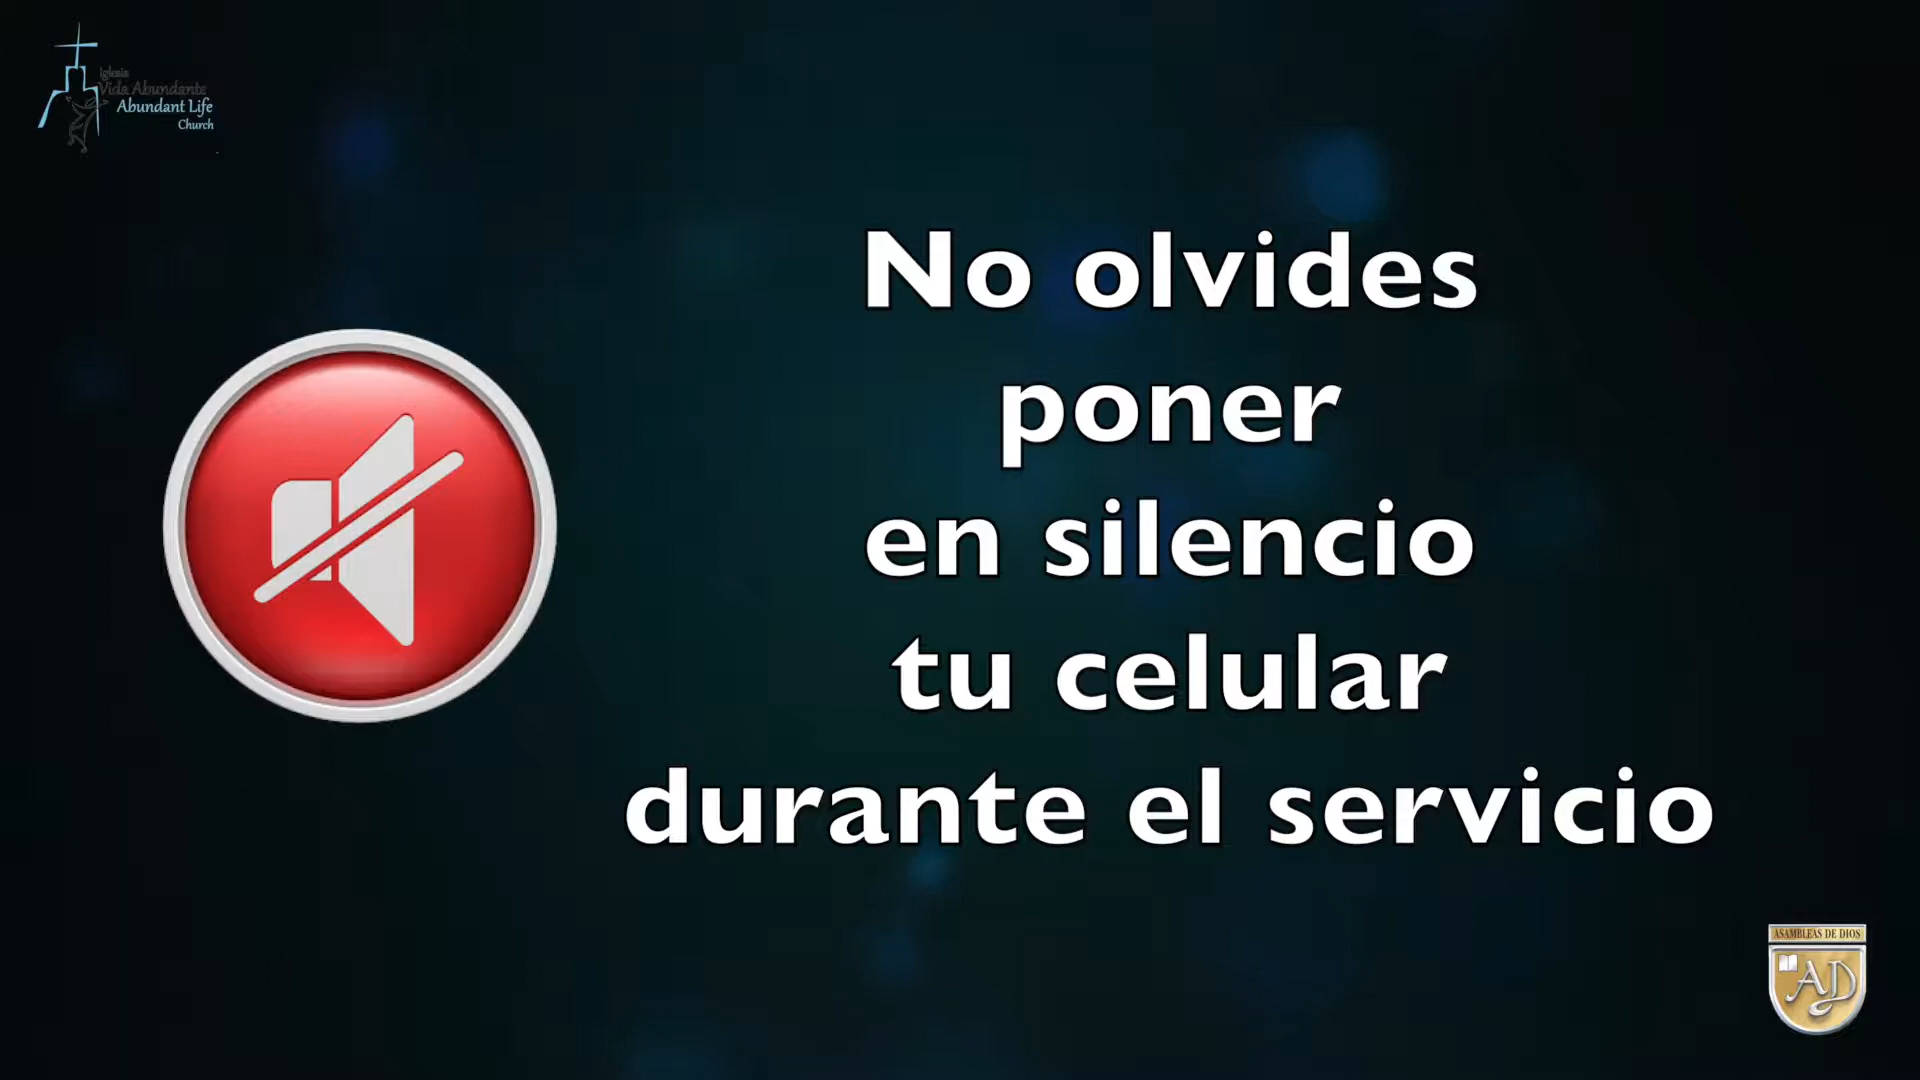 Iglesia
Vida Abundante
Abundant Life
Church
No olvides
poner
en silencio
tu celular
durante el servicio
ASAMBLEAS DE DIOS
AD